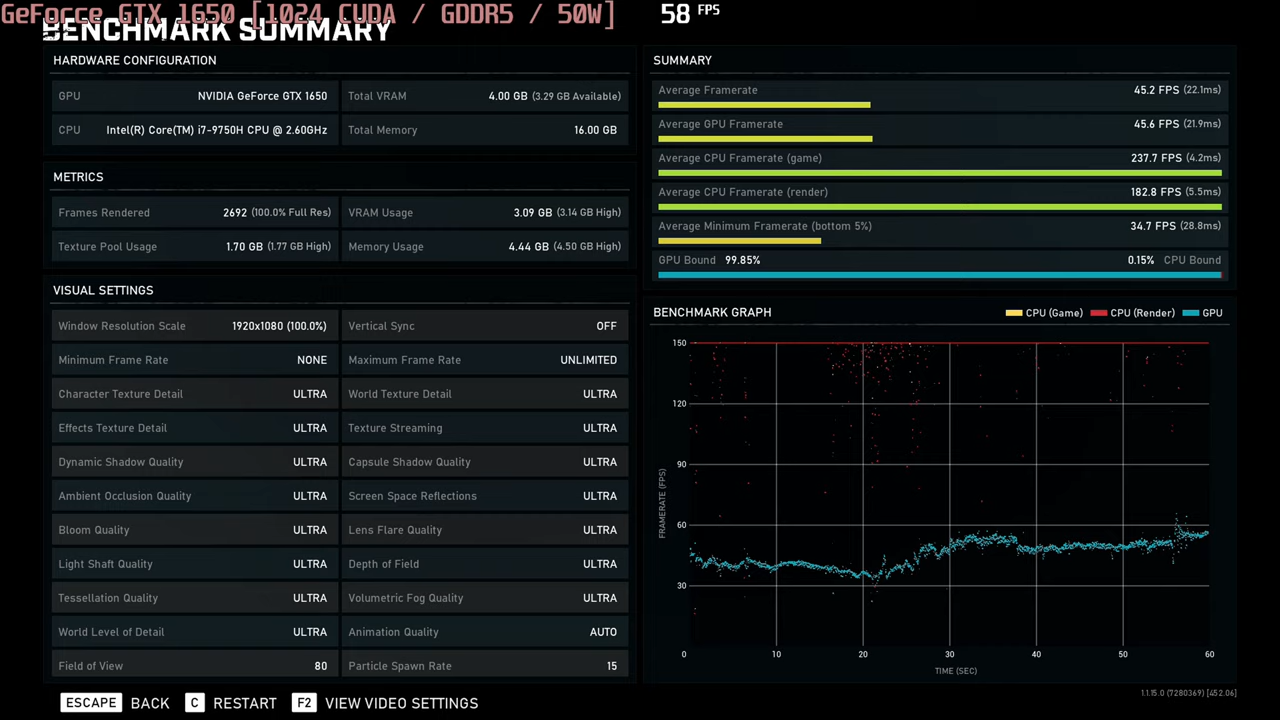 GeForce GTX 1650 [1024 CUDA / GDDR5 / 50W]
58 FPS
BENCHMARK SUMMARY
HARDWARE CONFIGURATION
GPU NVIDIA GeForce GTX 1650
Total VRAM 4.00 GB (3.29 GB Available)
CPU Intel(R) Core(TM) i7-9750H CPU @ 2.60GHz
Total Memory 16.00 GB
METRICS
Frames Rendered 2692 (100.0% Full Res)
VRAM Usage 3.09 GB (3.14 GB High)
Texture Pool Usage 1.70 GB (1.77 GB High)
Memory Usage 4.44 GB (4.50 GB High)
VISUAL SETTINGS
Window Resolution Scale 1920x1080 (100.0%)
Vertical Sync OFF
Minimum Frame Rate NONE
Maximum Frame Rate UNLIMITED
Character Texture Detail ULTRA
World Texture Detail ULTRA
Effects Texture Detail ULTRA
Texture Streaming ULTRA
Dynamic Shadow Quality ULTRA
Capsule Shadow Quality ULTRA
Ambient Occlusion Quality ULTRA
Screen Space Reflections ULTRA
Bloom Quality ULTRA
Lens Flare Quality ULTRA
Light Shaft Quality ULTRA
Depth of Field ULTRA
Tessellation Quality ULTRA
Volumetric Fog Quality ULTRA
World Level of Detail ULTRA
Animation Quality AUTO
Field of View 80
Particle Spawn Rate 15
SUMMARY
Average Framerate 45.2 FPS (22.1ms)
Average GPU Framerate 45.6 FPS (21.9ms)
Average CPU Framerate (game) 237.7 FPS (4.2ms)
Average CPU Framerate (render) 182.8 FPS (5.5ms)
Average Minimum Framerate (bottom 5%) 34.7 FPS (28.8ms)
GPU Bound 99.85% 0.15% CPU Bound
BENCHMARK GRAPH
CPU (Game) CPU (Render) GPU
150
120
90
60
30
FRAMERATE (FPS)
0 10 20 30 40 50 60
TIME (SEC)
ESCAPE BACK C RESTART F2 VIEW VIDEO SETTINGS
1.1.15.0 (7280369) [452.06]